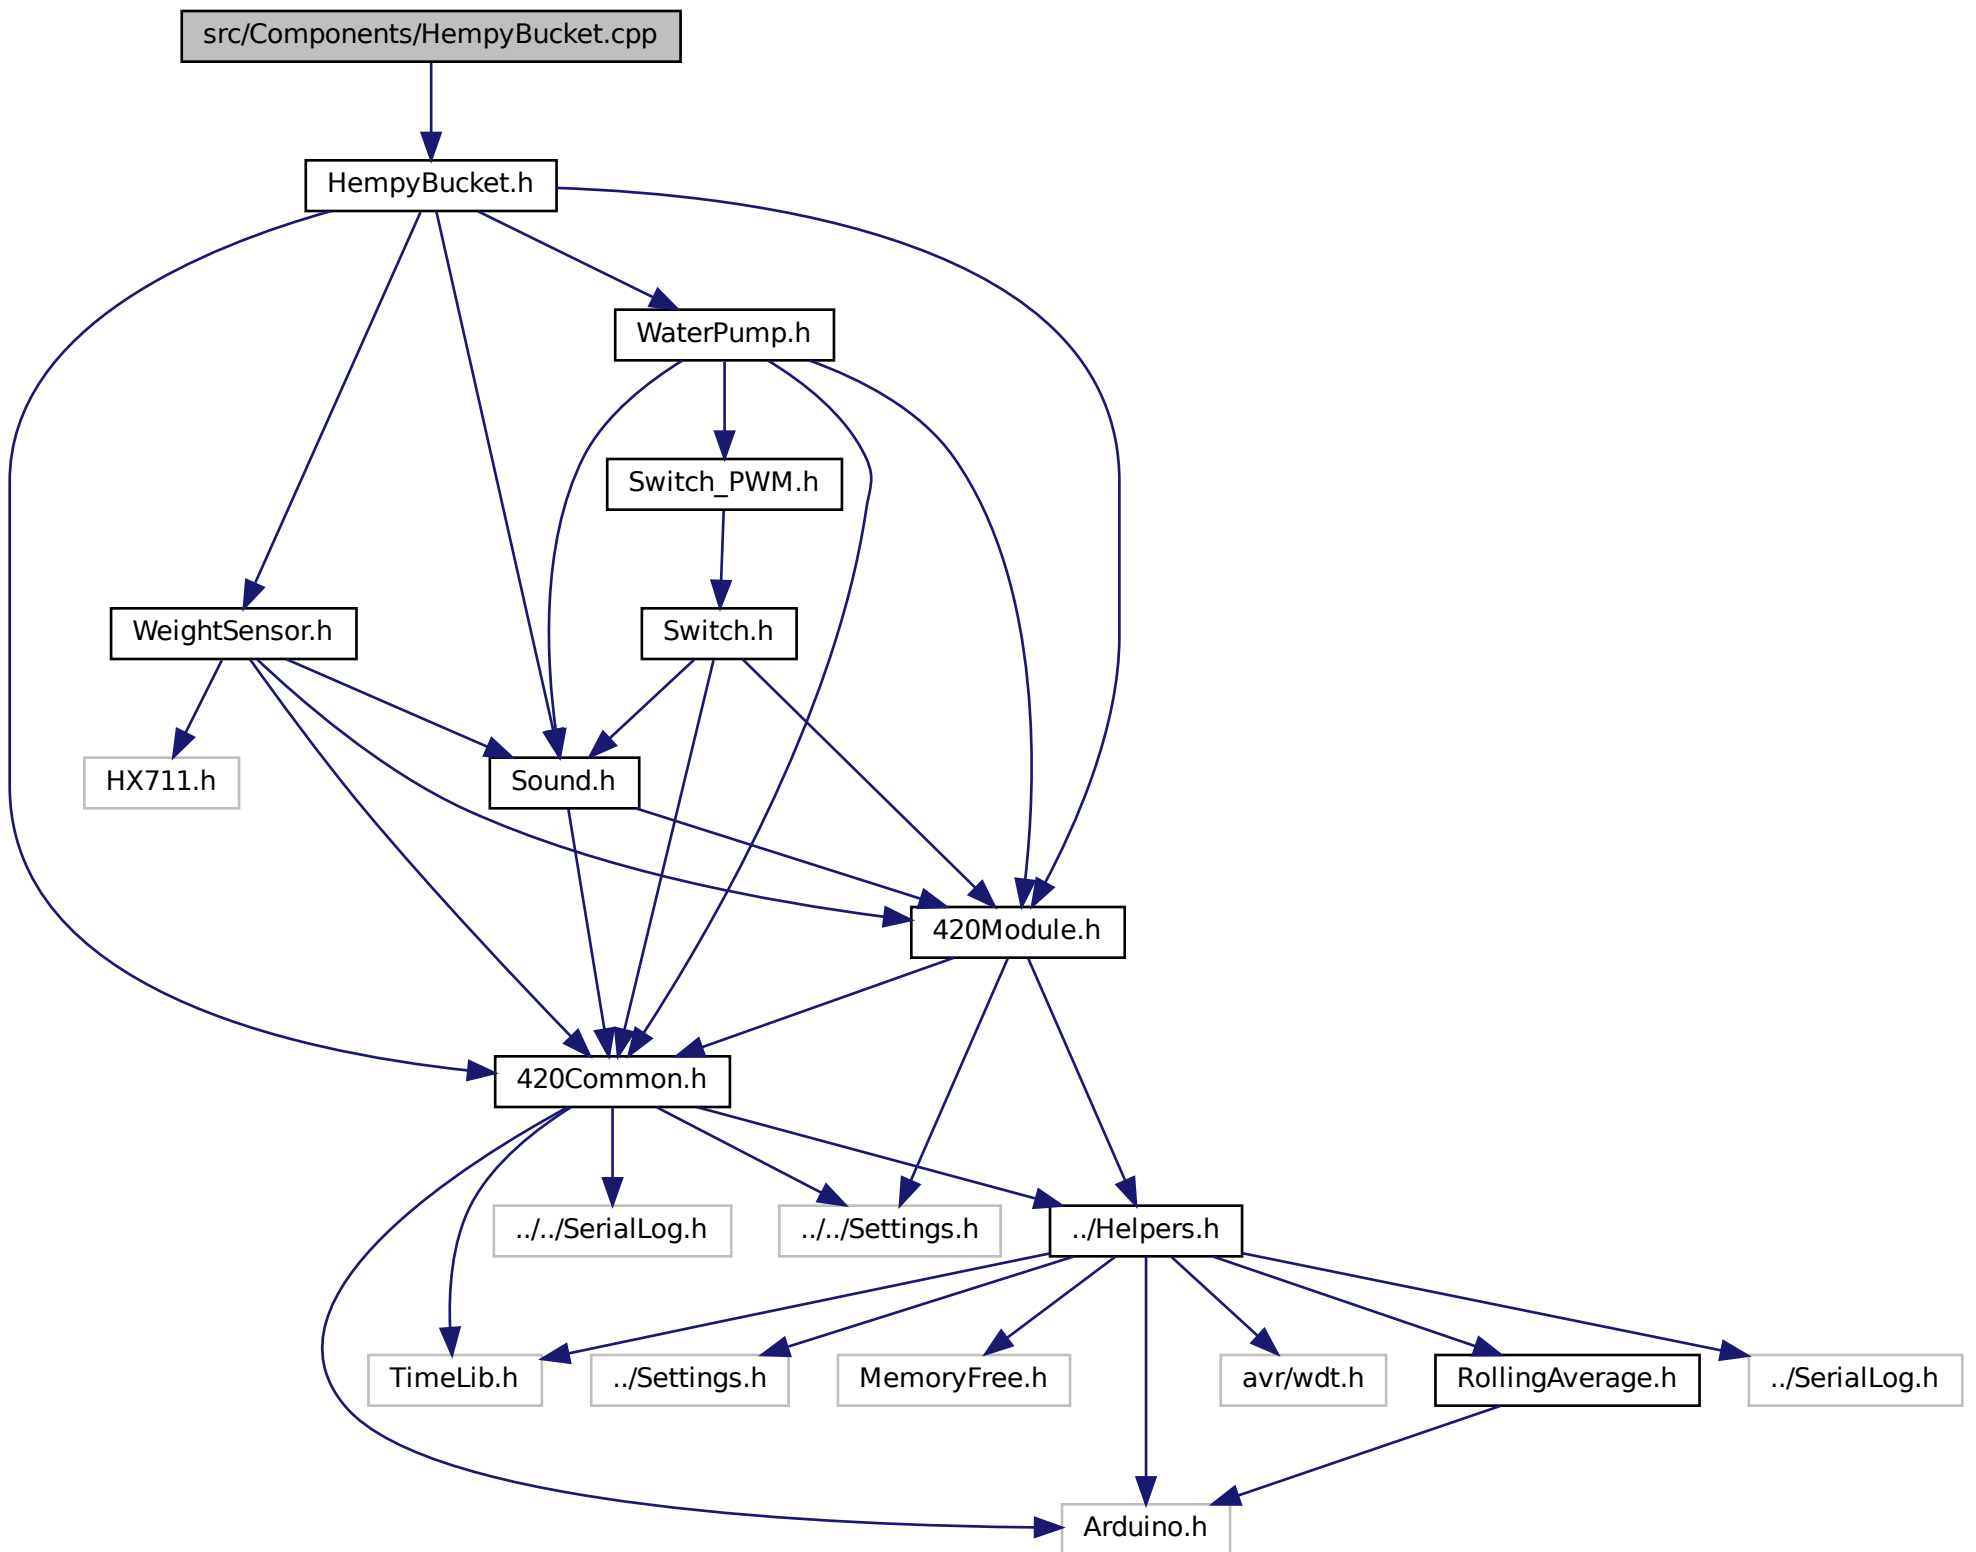 src/Components/HempyBucket.cpp
HempyBucket.h
WaterPump.h
Switch_PWM.h
WeightSensor.h
Switch.h
HX711.h
Sound.h
420Module.h
420Common.h
../../SerialLog.h
../../Settings.h
../Helpers.h
TimeLib.h
../Settings.h
MemoryFree.h
avr/wdt.h
RollingAverage.h
../SerialLog.h
Arduino.h